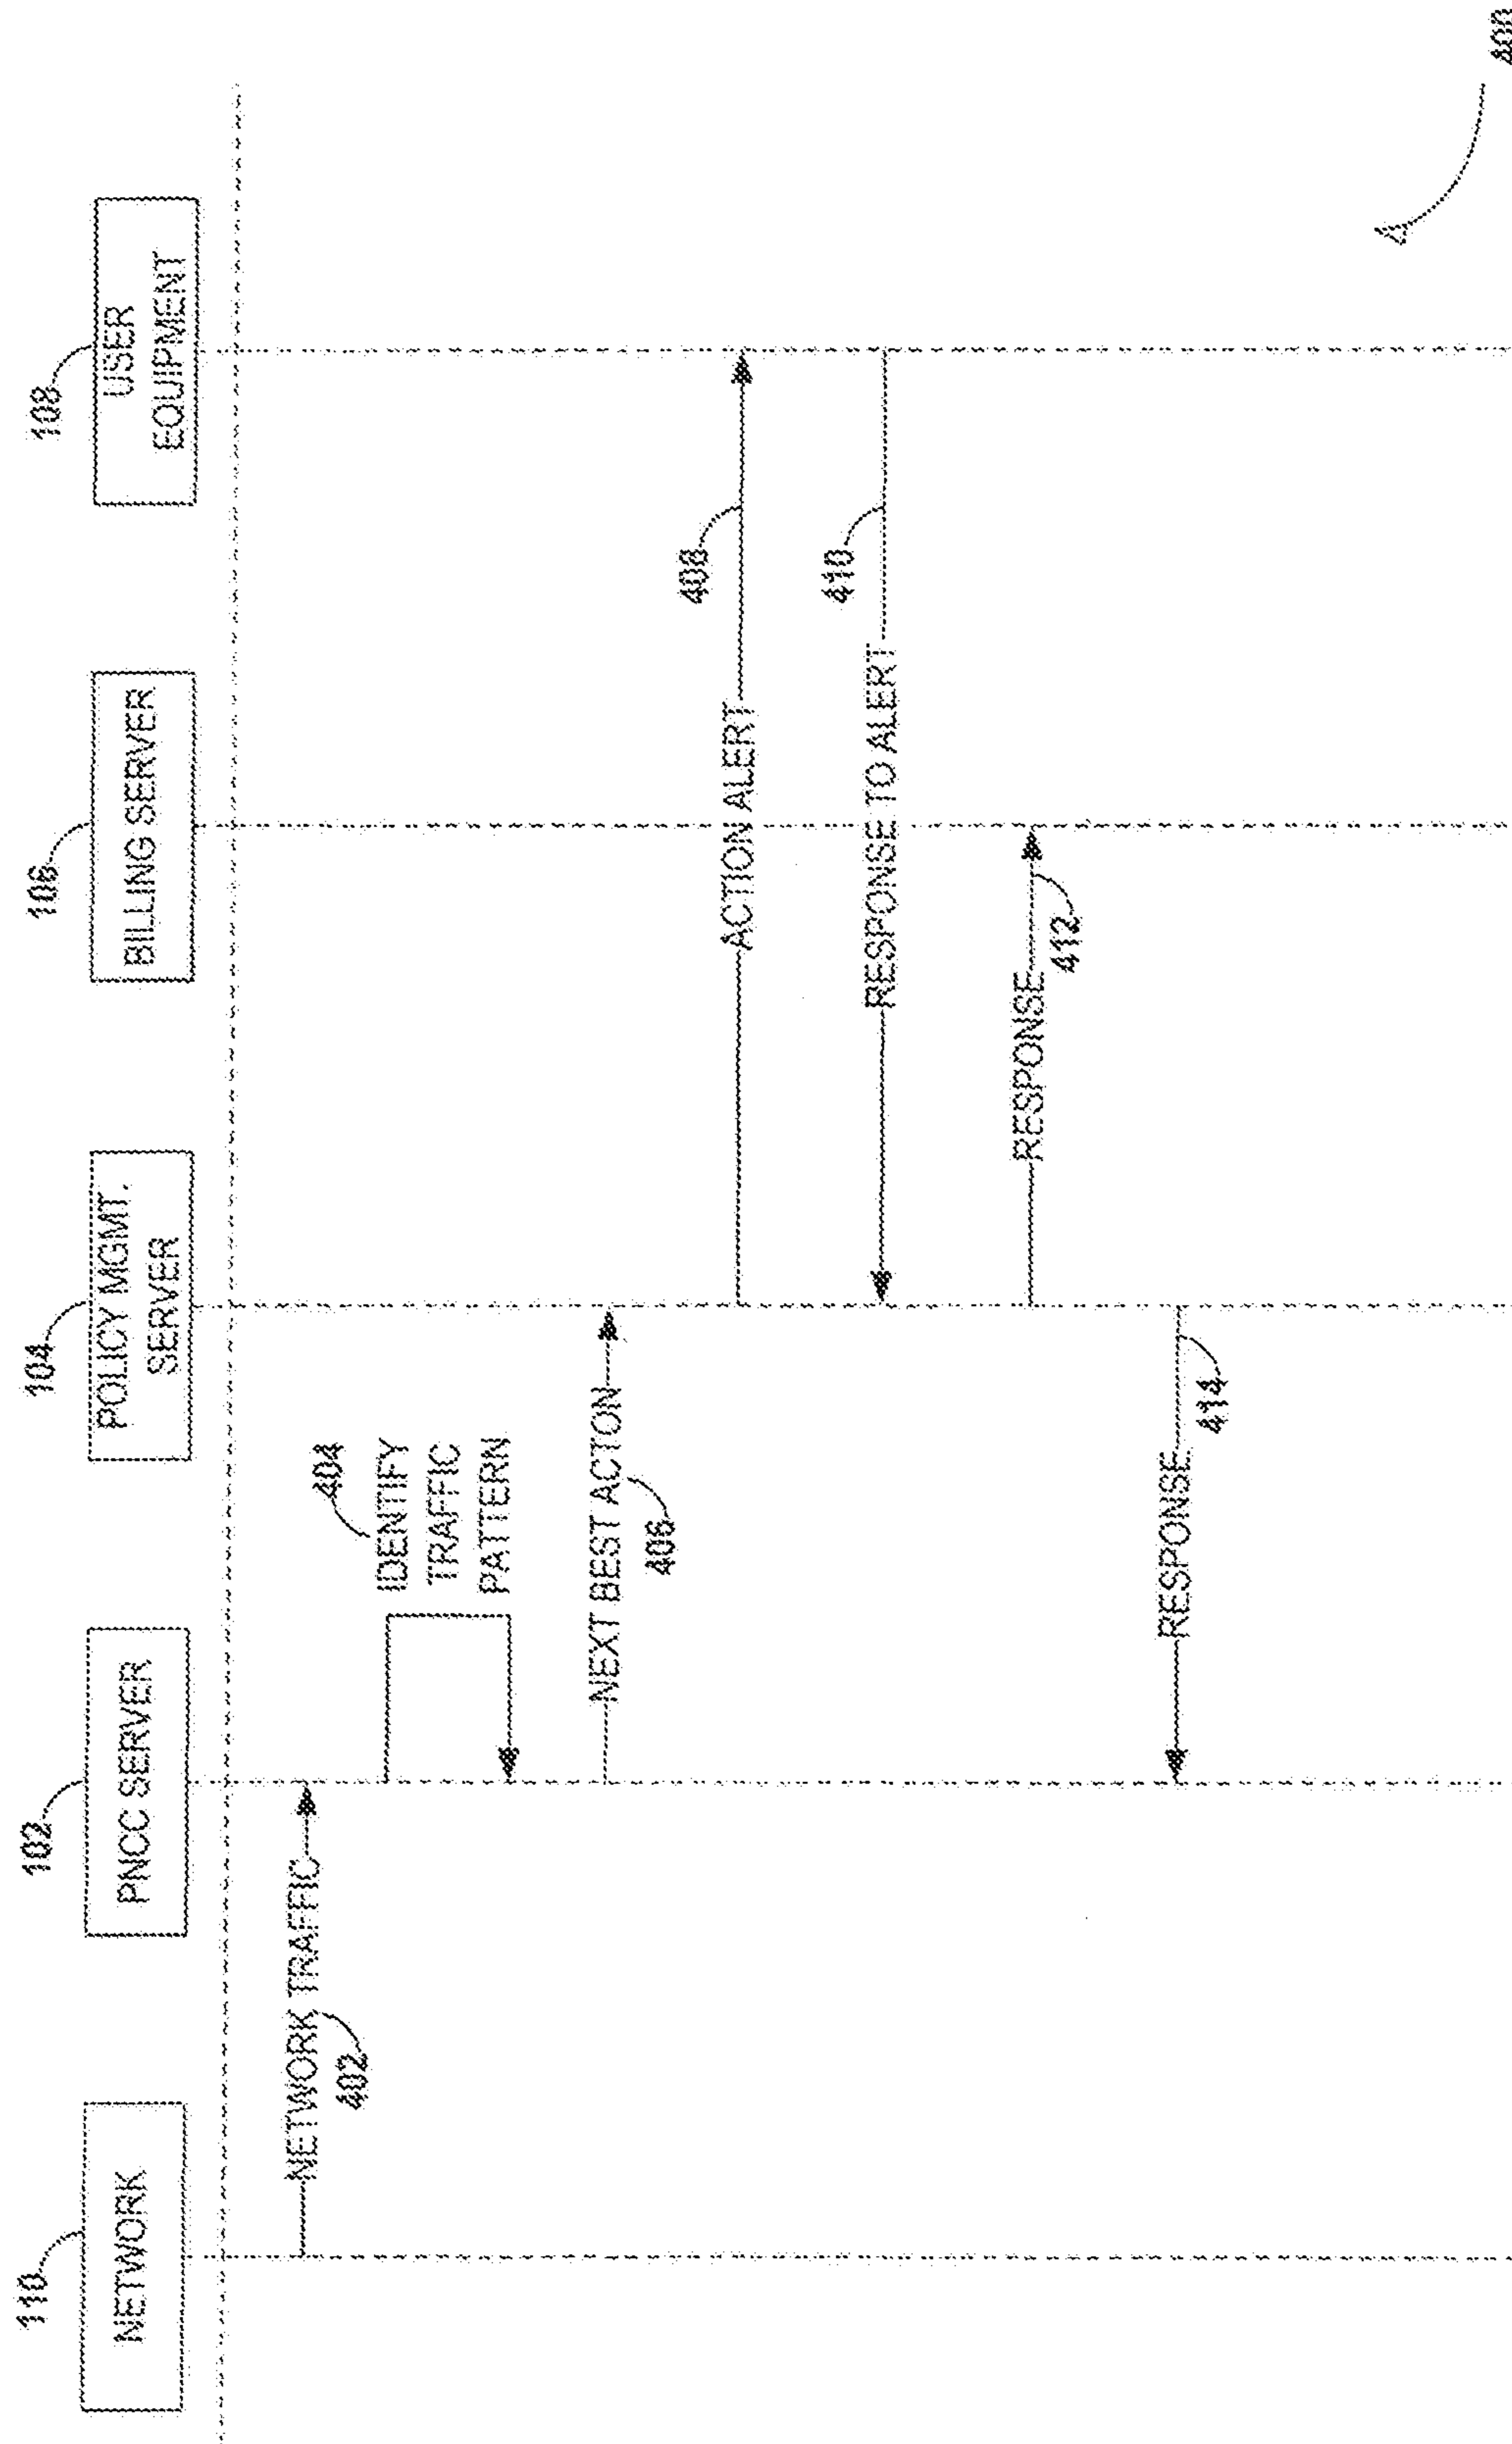 110
102
104
106
108
NETWORK
PNCC SERVER
POLICY MGMT.
SERVER
BILLING SERVER
USER
EQUIPMENT
NETWORK TRAFFIC
402
404
IDENTIFY
TRAFFIC
PATTERN
NEXT BEST ACTON
406
408
ACTION ALERT
410
RESPONSE TO ALERT
RESPONSE
412
RESPONSE
414
400